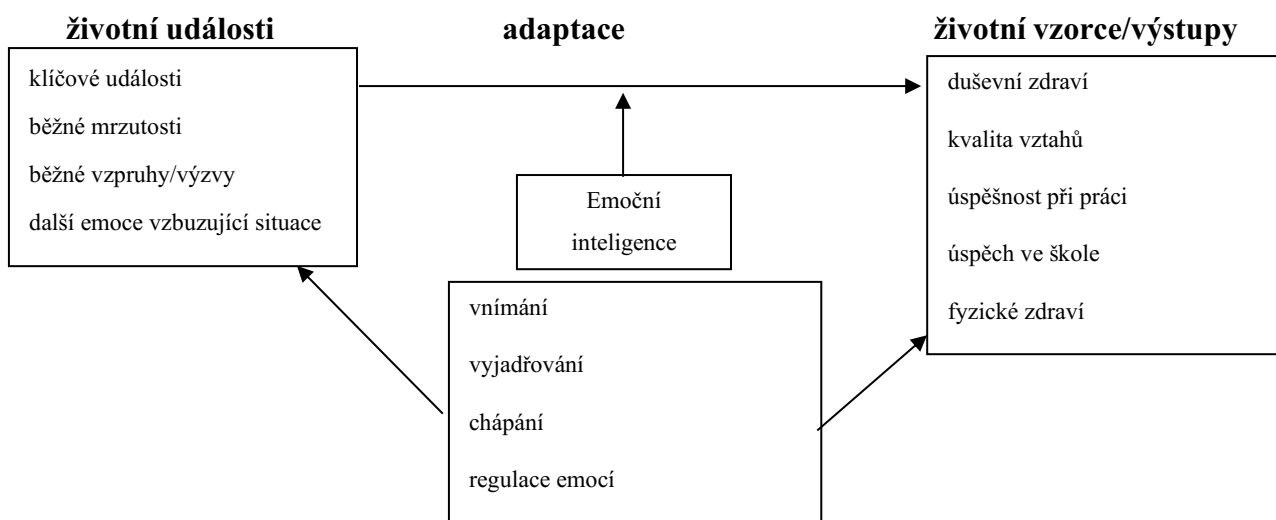 životní události
adaptace
životní vzorce/výstupy
klíčové události
běžné mrzutosti
běžné vzpruhy/výzvy
další emoce vzbuzující situace
Emoční
inteligence
vnímání
vyjadřování
chápání
regulace emocí
duševní zdraví
kvalita vztahů
úspěšnost při práci
úspěch ve škole
fyzické zdraví